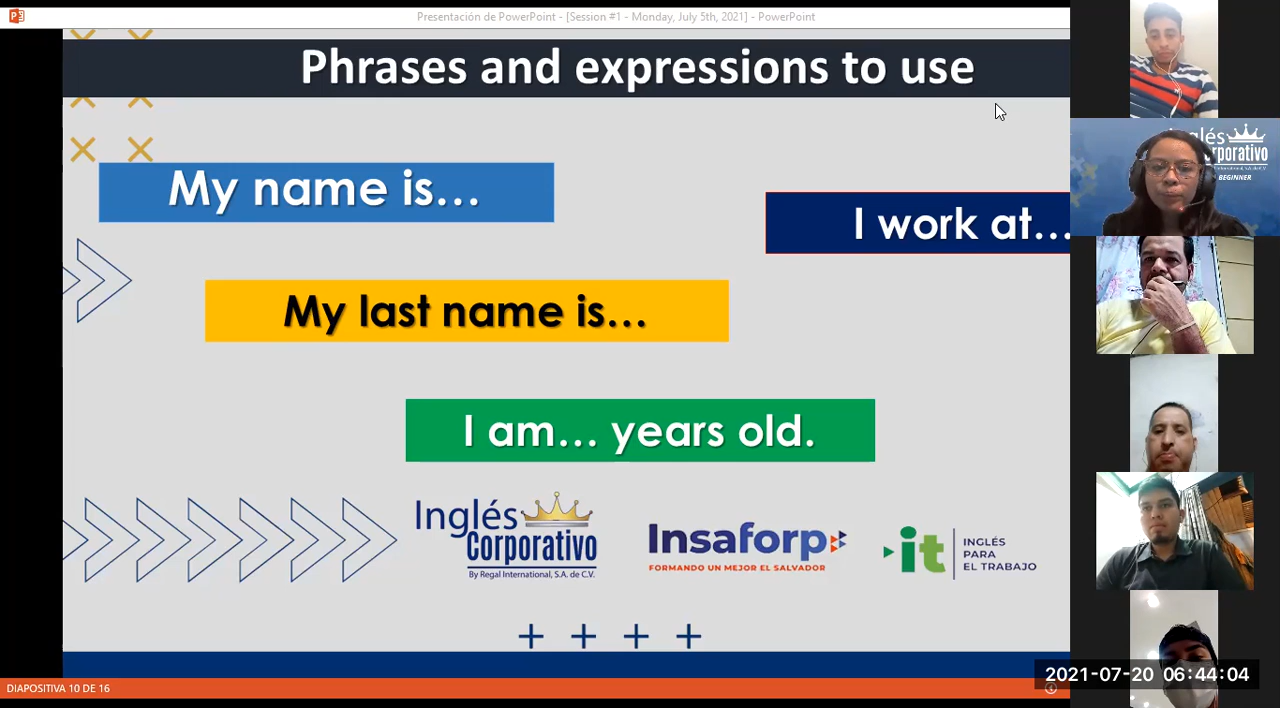 Presentación de PowerPoint - [Session #1 - Monday, July 5th, 2021] - PowerPoint
Phrases and expressions to use
My name is...
I work at...
My last name is...
I am... years old.
Inglés
Corporativo
By Regal International, S.A. de C.V.
Insaforp
FORMANDO UN MEJOR EL SALVADOR
it
INGLÉS
PARA
EL TRABAJO
DIAPOSITIVA 10 DE 16
BEGINNER
2021-07-20 06:44:04